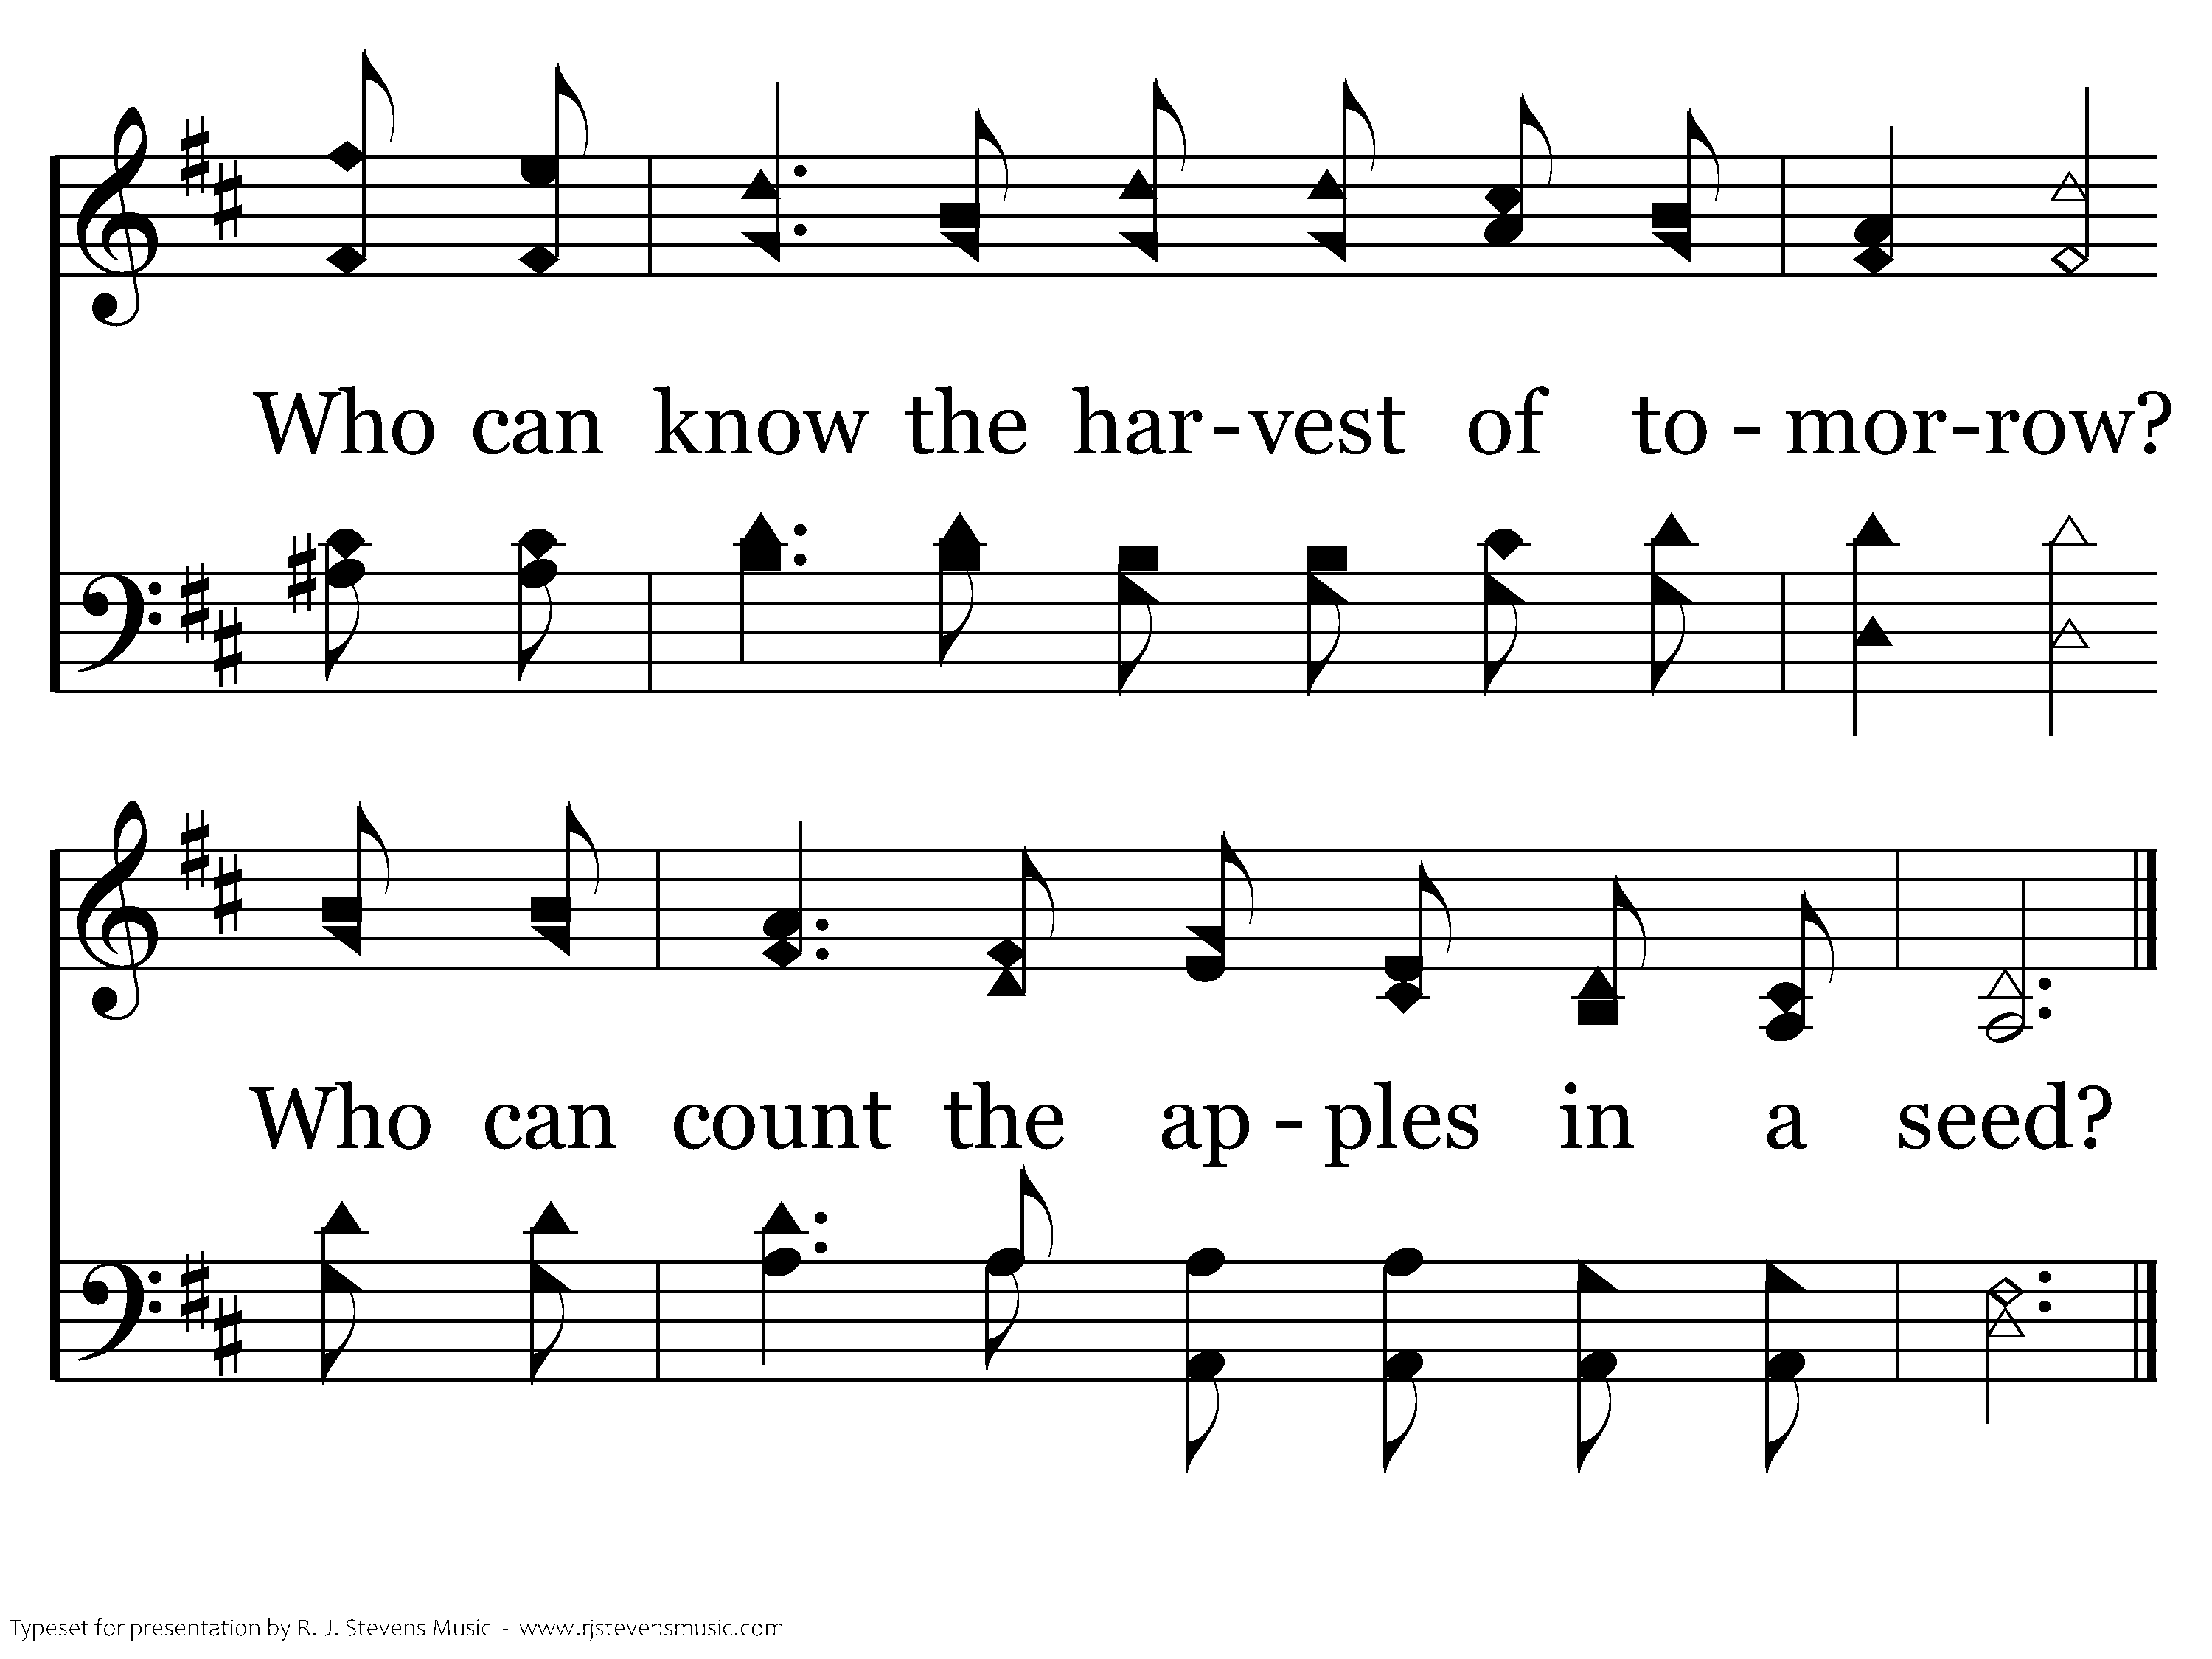 Who can know the har-vest of to - mor-row?
Who can count the ap - ples in a seed?
Typeset for presentation by R. J. Stevens Music - www.rjstevensmusic.com